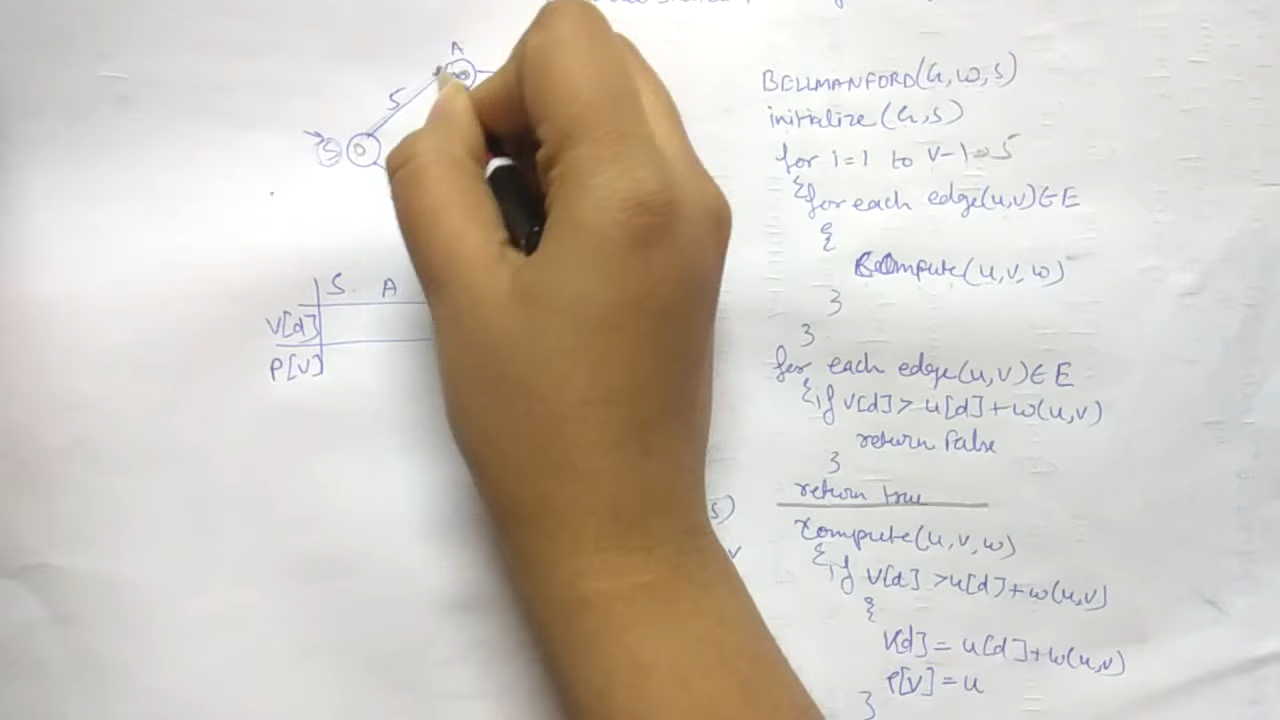 A
5
S 0 ∞
S. A
V[d]
P[V]
S)
v
BELLMANFORD(G, W, S)
initialize (G, S)
for i=1 to V-1 => 5
{for each edge(u,v)∈E
{
Compute(u,v,w)
}
}
for each edge(u,v)∈E
{if V[d] > u[d]+w(u,v)
return False
}
return true
Compute(u,v,w)
{if V[d] > u[d]+w(u,v)
{
V[d] = u[d]+w(u,v)
P[V] = u
}